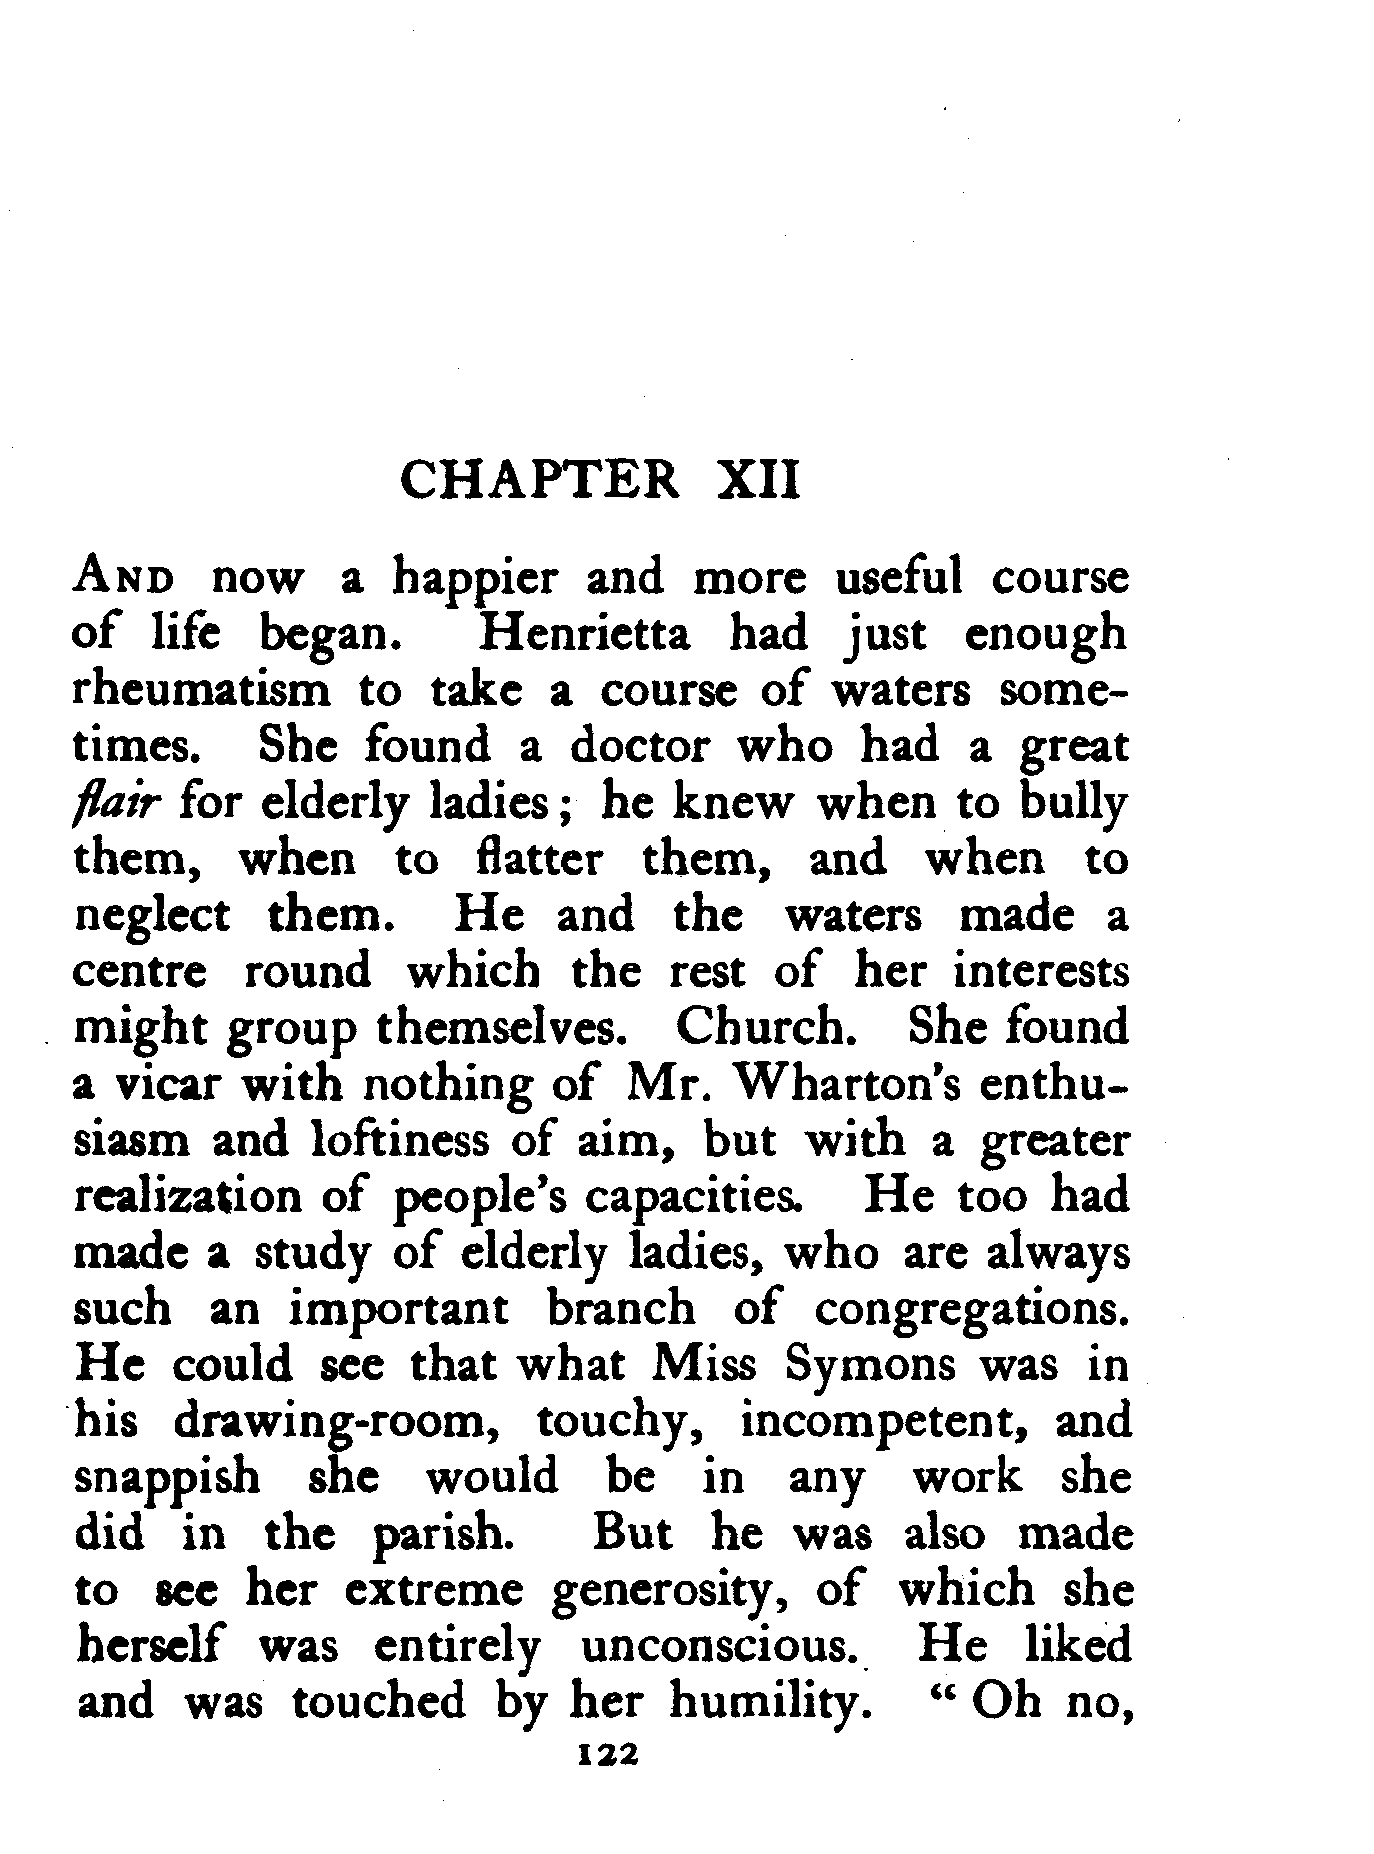 CHAPTER XII
AND now a happier and more useful course
of life began. Henrietta had just enough
rheumatism to take a course of waters some-
times. She found a doctor who had a great
flair for elderly ladies; he knew when to bully
them, when to flatter them, and when to
neglect them. He and the waters made a
centre round which the rest of her interests
might group themselves. Church. She found
a vicar with nothing of Mr. Wharton's enthu-
siasm and loftiness of aim, but with a greater
realization of people's capacities. He too had
made a study of elderly ladies, who are always
such an important branch of congregations.
He could see that what Miss Symons was in
his drawing-room, touchy, incompetent, and
snappish she would be in any work she
did in the parish. But he was also made
to see her extreme generosity, of which she
herself was entirely unconscious. He liked
and was touched by her humility. "Oh no,
122